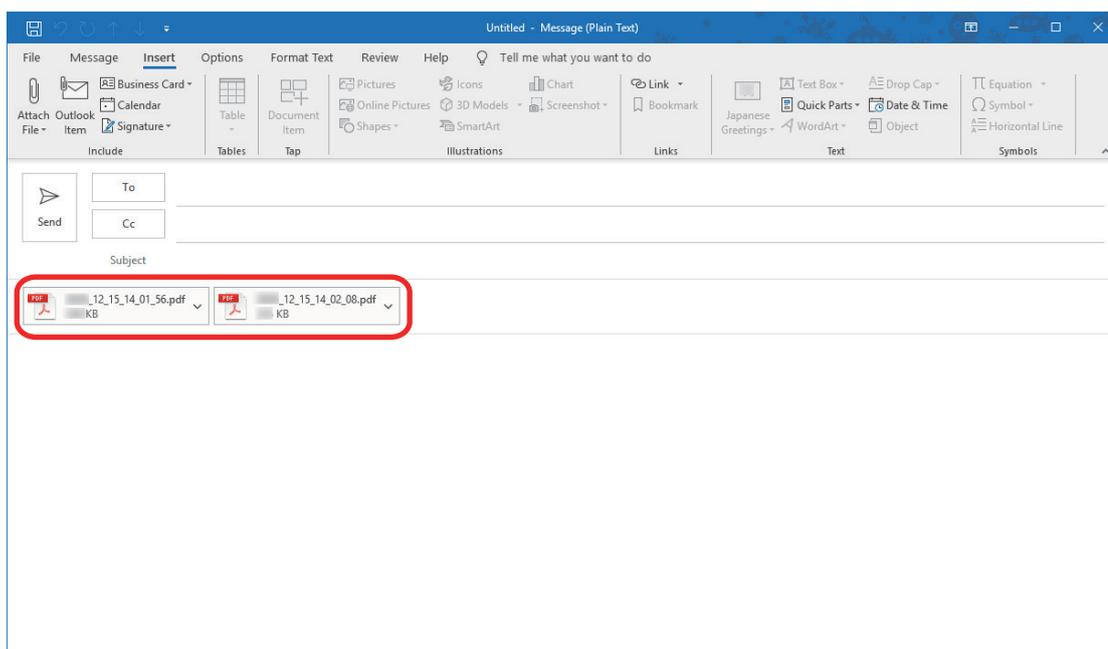 Untitled - Message (Plain Text)
File Message Insert Options Format Text Review Help Tell me what you want to do
Attach File
Outlook Item
Business Card
Calendar
Signature
Include
Table
Tables
Document Item
Tap
Pictures
Online Pictures
Shapes
Icons
3D Models
SmartArt
Chart
Screenshot
Illustrations
Link
Bookmark
Links
Japanese Greetings
Text Box
Quick Parts
WordArt
Drop Cap
Date & Time
Object
Text
Equation
Symbol
Horizontal Line
Symbols
Send
To
Cc
Subject
PDF
_12_15_14_01_56.pdf
KB
PDF
_12_15_14_02_08.pdf
KB